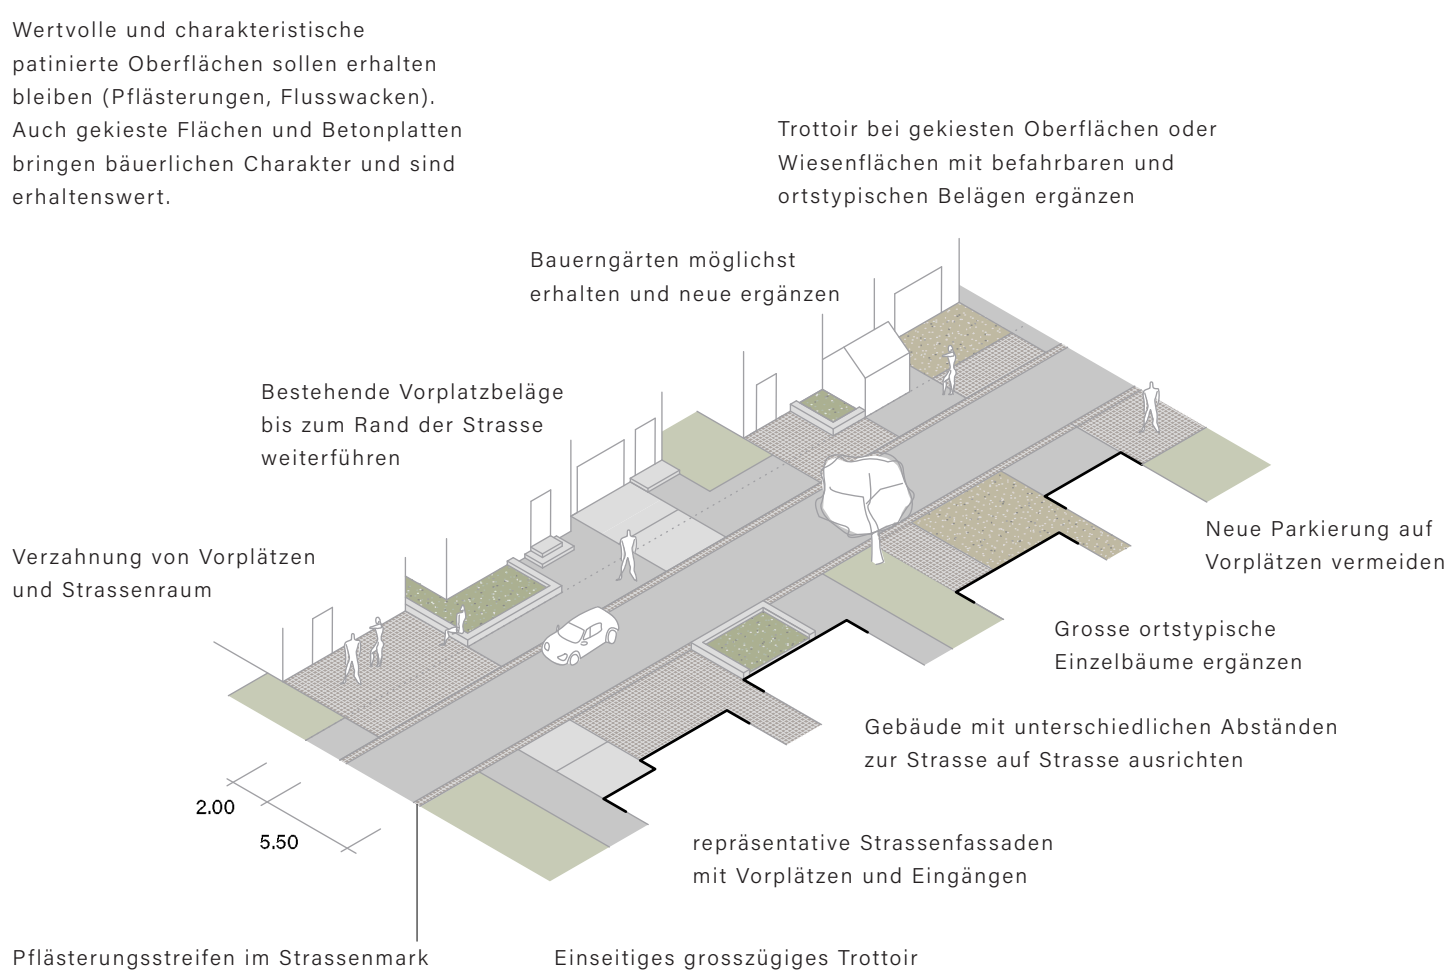 Wertvolle und charakteristische
patinierte Oberflächen sollen erhalten
bleiben (Pflästerungen, Flusswacken).
Auch gekieste Flächen und Betonplatten
bringen bäuerlichen Charakter und sind
erhaltenswert.
Trottoir bei gekiesten Oberflächen oder
Wiesenflächen mit befahrbaren und
ortstypischen Belägen ergänzen
Bauerngärten möglichst
erhalten und neue ergänzen
Bestehende Vorplatzbeläge
bis zum Rand der Strasse
weiterführen
Verzahnung von Vorplätzen
und Strassenraum
Neue Parkierung auf
Vorplätzen vermeiden
Grosse ortstypische
Einzelbäume ergänzen
Gebäude mit unterschiedlichen Abständen
zur Strasse auf Strasse ausrichten
2.00
5.50
repräsentative Strassenfassaden
mit Vorplätzen und Eingängen
Pflästerungsstreifen im Strassenmark
Einseitiges grosszügiges Trottoir